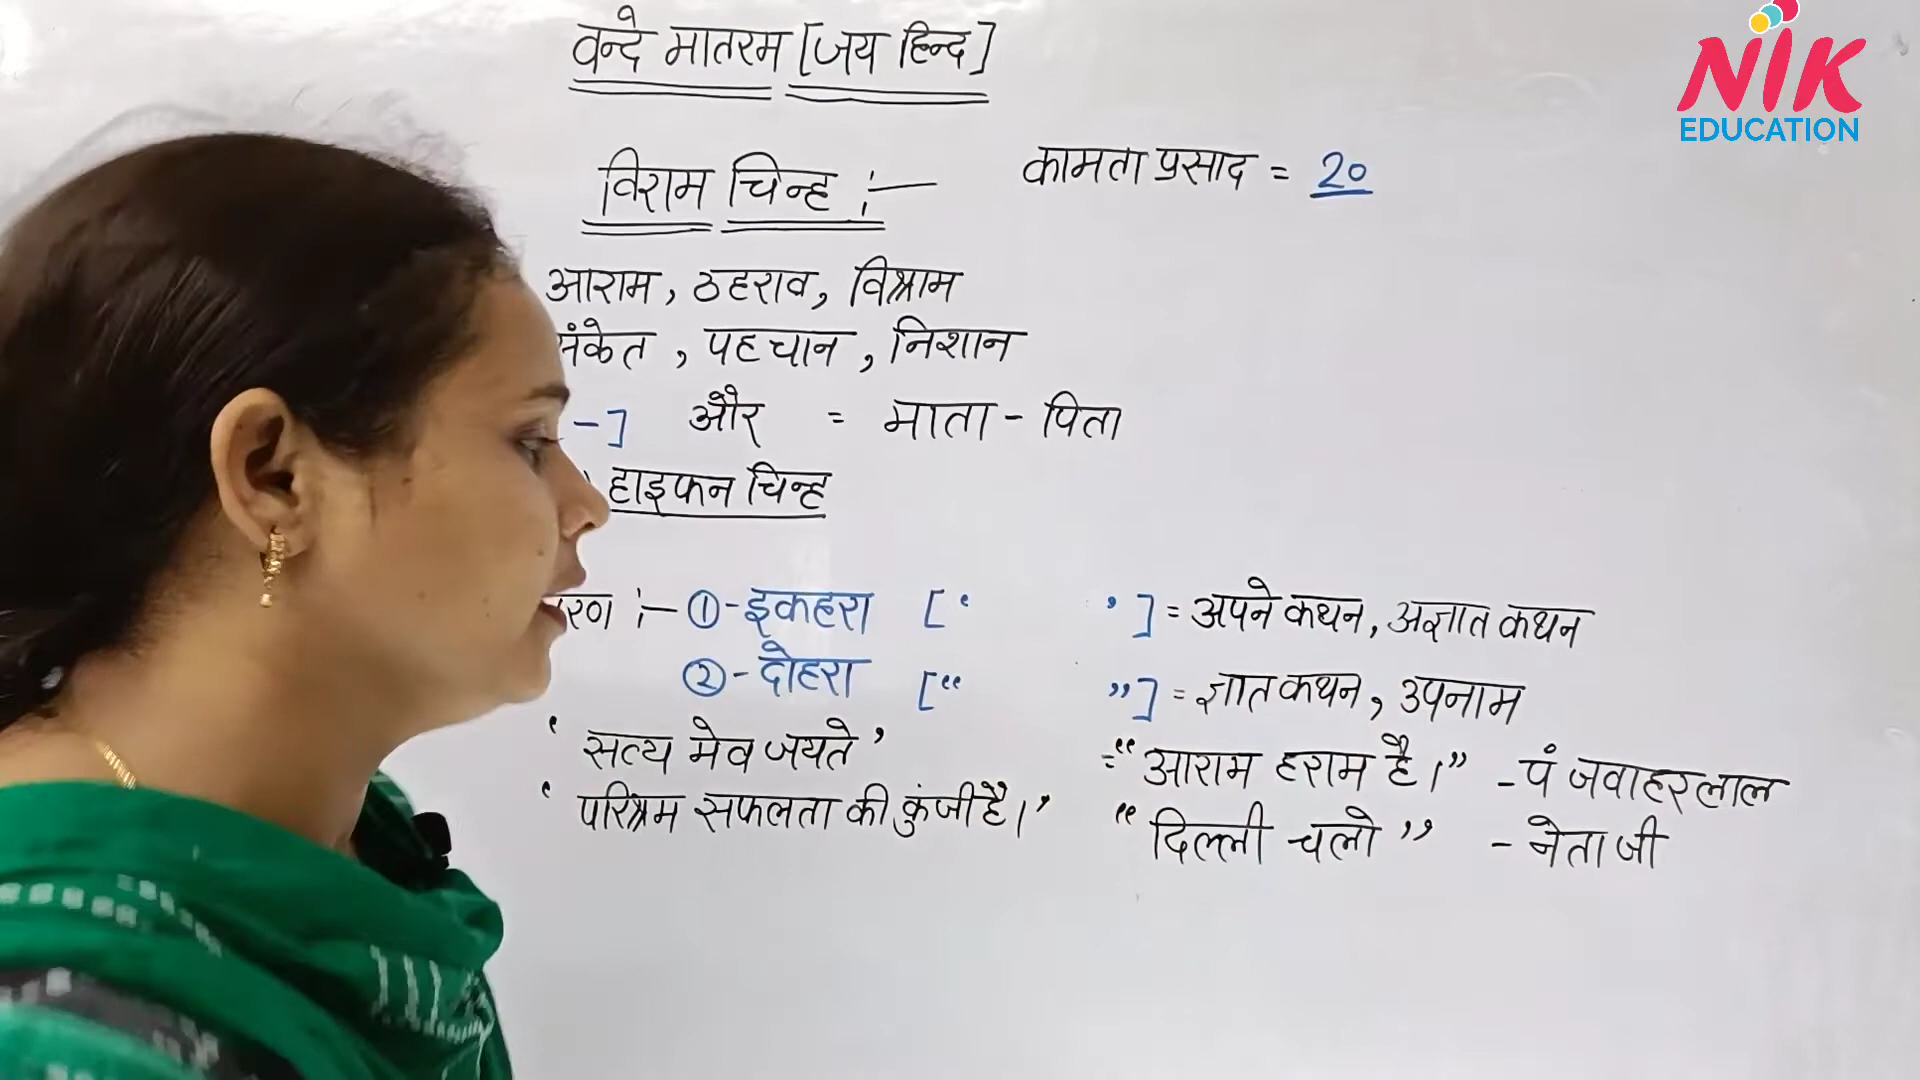 वन्दे मातरम [जय हिन्द]
NIK
EDUCATION
विराम चिन्ह :—
कामता प्रसाद = 20
आराम, ठहराव, विश्राम
संकेत, पहचान, निशान
-] और = माता - पिता
हाइफन चिन्ह
रण :— ①-इकहरा [‘ ’] = अपने कथन, अज्ञात कथन
②-दोहरा [“ ”] = ज्ञात कथन, उपनाम
‘सत्य मेव जयते’ = “आराम हराम है।” - पं जवाहरलाल
‘परिश्रम सफलता की कुंजी है।’ “दिल्ली चलो” - नेता जी